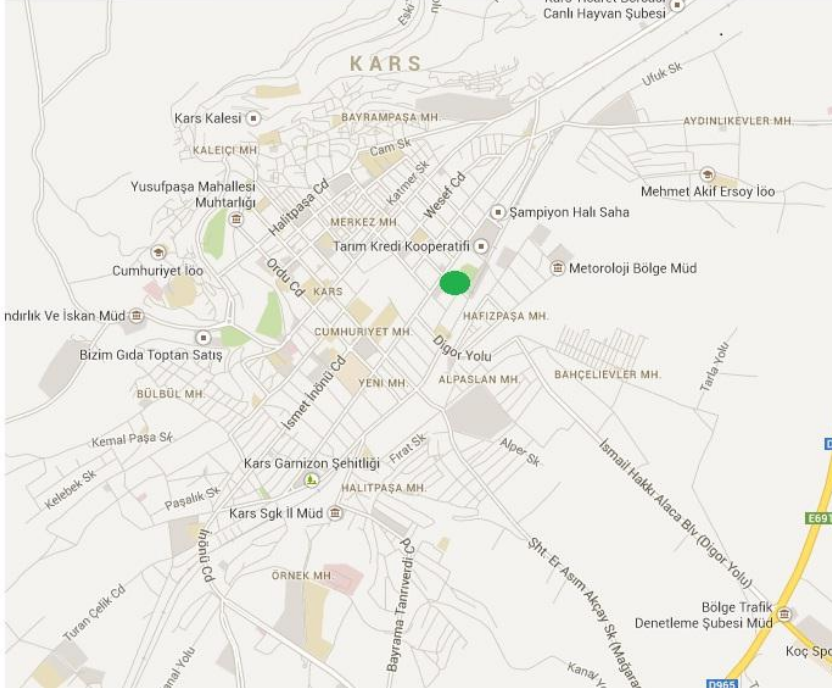 Canlı Hayvan Şubesi
Eski
KARS
Ufuk Sk
Kars Kalesi
BAYRAMPAŞA MH.
AYDINLIKEVLER MH.
KALEİÇİ MH.
Cam Sk
Katmer Sk
Wesef Cd
Yusufpaşa Mahallesi
Muhtarlığı
Halitpaşa Cd
Mehmet Akif Ersoy İöo
Şampiyon Halı Saha
MERKEZ MH.
Tarım Kredi Kooperatifi
Cumhuriyet İoo
Ordu Cd
Metoroloji Bölge Müd
KARS
ndırlık Ve İskan Müd
HAFIZPAŞA MH.
CUMHURİYET MH.
Bizim Gıda Toptan Satış
Digor Yolu
Tarla Yolu
YENİ MH.
ALPASLAN MH.
BAHÇELİEVLER MH.
BÜLBÜL MH.
İsmet İnönü Cd
Kemal Paşa Sk
Fırat Sk
Alper Sk
Kars Garnizon Şehitliği
Kelebek Sk
Paşalık Sk
HALITPAŞA MH.
İsmail Hakkı Alaca Blv (Digor Yolu)
Kars Sgk İl Müd
E691
İnönü Cd
Şht. Er Asım Akçay Sk (Mağara
ÖRNEK MH.
Bayrama Tanrıverdi C
Turan Çelik Cd
Bölge Trafik
Denetleme Şubesi Müd
Koç Spo
anal Yolu
Kanal Yo
D965